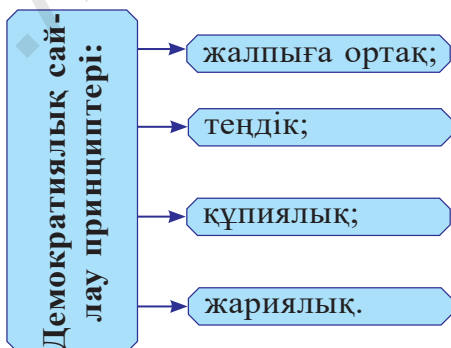 Демократиялық сай-
лау принциптері:
жалпыға ортақ;
теңдік;
құпиялық;
жариялық.